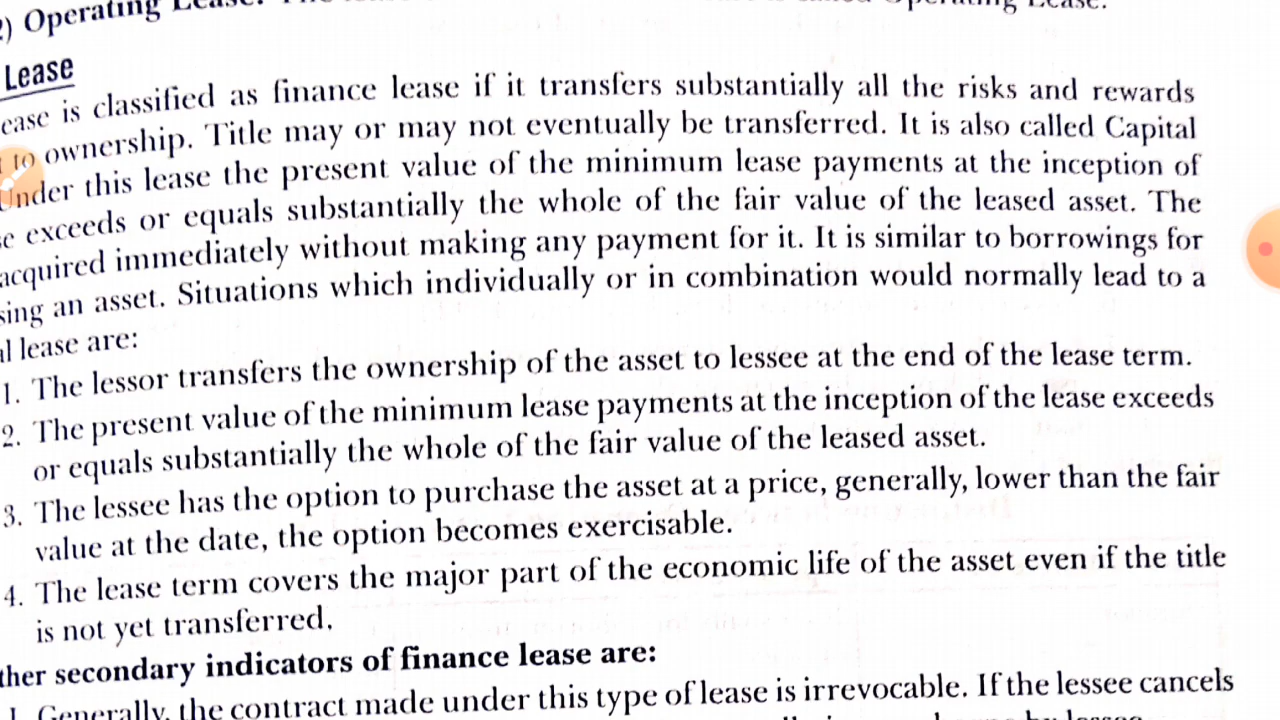 2) Operating Lease:
Lease
ease is classified as finance lease if it transfers substantially all the risks and rewards
to ownership. Title may or may not eventually be transferred. It is also called Capital
Under this lease the present value of the minimum lease payments at the inception of
se exceeds or equals substantially the whole of the fair value of the leased asset. The
acquired immediately without making any payment for it. It is similar to borrowings for
sing an asset. Situations which individually or in combination would normally lead to a
al lease are:
1. The lessor transfers the ownership of the asset to lessee at the end of the lease term.
2. The present value of the minimum lease payments at the inception of the lease exceeds
or equals substantially the whole of the fair value of the leased asset.
3. The lessee has the option to purchase the asset at a price, generally, lower than the fair
value at the date, the option becomes exercisable.
4. The lease term covers the major part of the economic life of the asset even if the title
is not yet transferred.
ther secondary indicators of finance lease are:
1. Generally, the contract made under this type of lease is irrevocable. If the lessee cancels